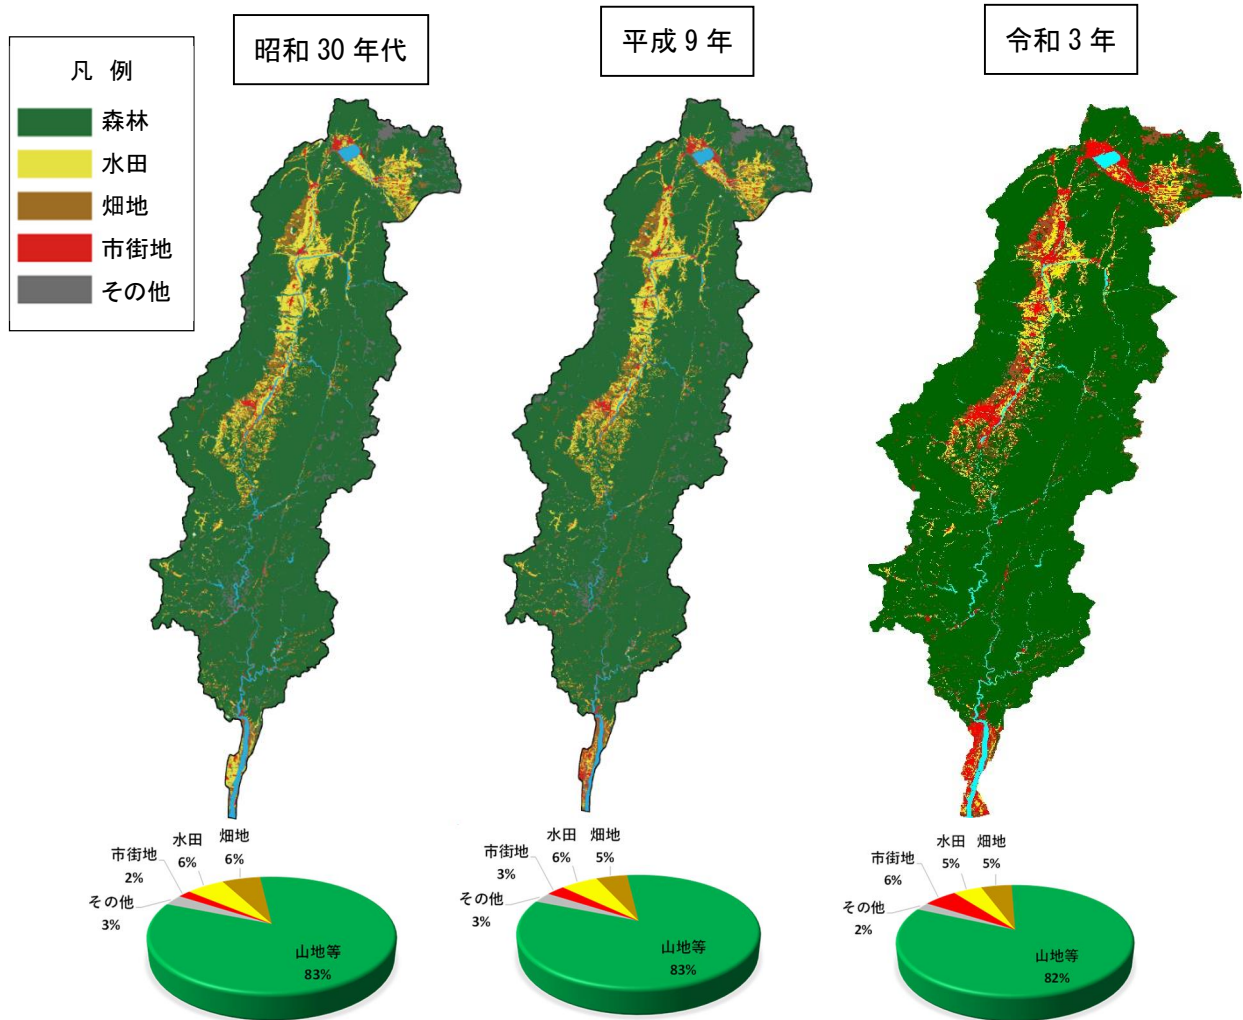 昭和 30 年代
平成 9 年
令和 3 年
凡 例
森林
水田
畑地
市街地
その他
市街地
2%
水田
6%
畑地
6%
その他
3%
山地等
83%
市街地
3%
水田
6%
畑地
5%
その他
3%
山地等
83%
市街地
6%
水田
5%
畑地
5%
その他
2%
山地等
82%